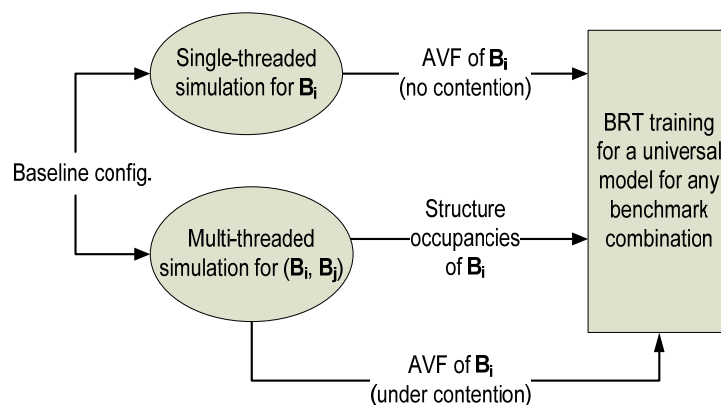 Single-threaded
simulation for Bi
AVF of Bi
(no contention)
BRT training
for a universal
model for any
benchmark
combination
Baseline config.
Multi-threaded
simulation for (Bi, Bj)
Structure
occupancies
of Bi
AVF of Bi
(under contention)